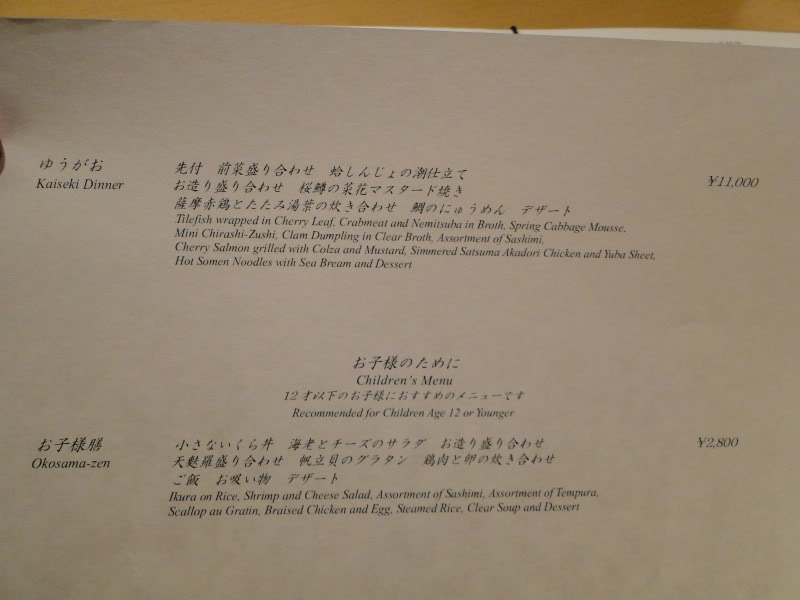 ゆうがお
Kaiseki Dinner
先付　前菜盛り合わせ　蛤しんじょの潮仕立て
お造り盛り合わせ　桜鱒の菜花マスタード焼き
薩摩赤鶏とたたみ湯葉の炊き合わせ　鯛のにゅうめん　デザート
Tilefish wrapped in Cherry Leaf, Crabmeat and Nemitsuba in Broth, Spring Cabbage Mousse,
Mini Chirashi-Zushi, Clam Dumpling in Clear Broth, Assortment of Sashimi,
Cherry Salmon grilled with Colza and Mustard, Simmered Satsuma Akadori Chicken and Yuba Sheet,
Hot Somen Noodles with Sea Bream and Dessert
¥11,000
お子様のために
Children's Menu
12才以下のお子様におすすめのメニューです
Recommended for Children Age 12 or Younger
お子様膳
Okosama-zen
小さないくら丼　海老とチーズのサラダ　お造り盛り合わせ
天麩羅盛り合わせ　帆立貝のグラタン　鶏肉と卵の炊き合わせ
ご飯　お吸い物　デザート
Ikura on Rice, Shrimp and Cheese Salad, Assortment of Sashimi, Assortment of Tempura,
Scallop au Gratin, Braised Chicken and Egg, Steamed Rice, Clear Soup and Dessert
¥2,800